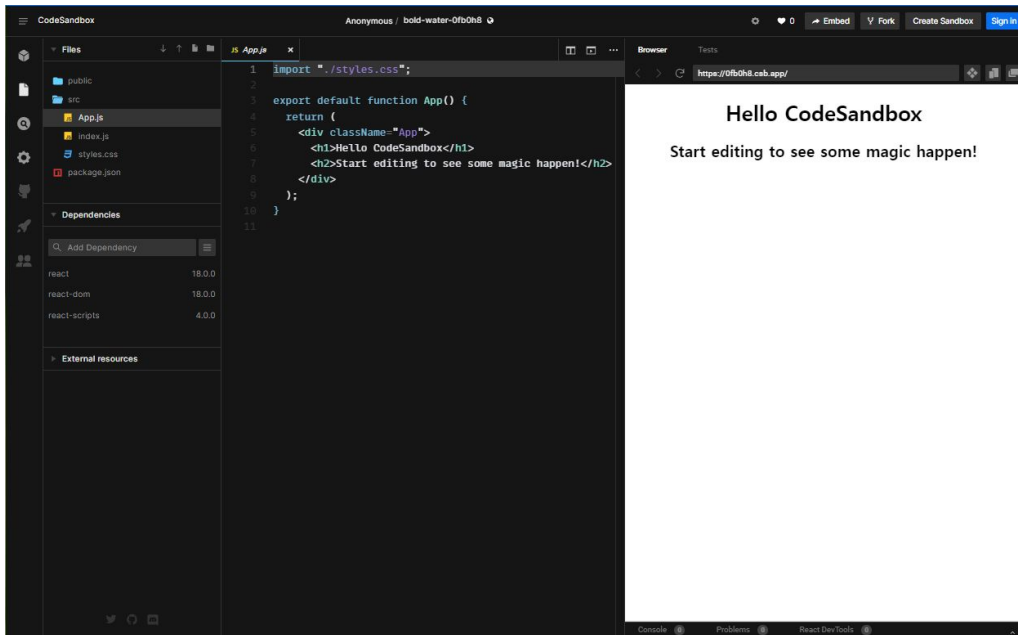 CodeSandbox
Anonymous / bold-water-0fb0h8
0
Embed
Fork
Create Sandbox
Sign in
Files
public
src
App.js
index.js
styles.css
package.json
Dependencies
Add Dependency
react 18.0.0
react-dom 18.0.0
react-scripts 4.0.0
External resources
JS App.js ×
1 import "./styles.css";
2
3 export default function App() {
4 return (
5 <div className="App">
6 <h1>Hello CodeSandbox</h1>
7 <h2>Start editing to see some magic happen!</h2>
8 </div>
9 );
10 }
11
Browser
Tests
https://0fb0h8.csb.app/
Hello CodeSandbox
Start editing to see some magic happen!
Console 0
Problems 0
React DevTools 0